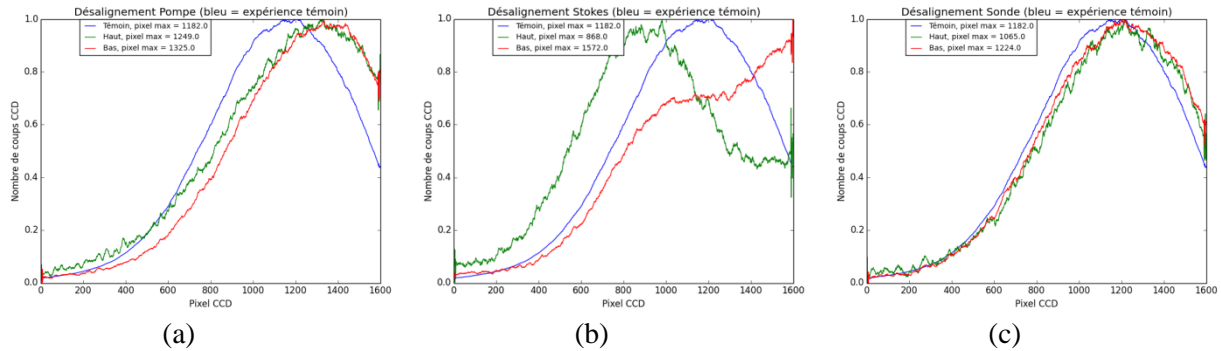 Désalignement Pompe (bleu = expérience témoin)
Témoin, pixel max = 1182.0
Haut, pixel max = 1249.0
Bas, pixel max = 1325.0
Nombre de coups CCD
1.0
0.8
0.6
0.4
0.2
0.0
0 200 400 600 800 1000 1200 1400 1600
Pixel CCD
(a)
Désalignement Stokes (bleu = expérience témoin)
Témoin, pixel max = 1182.0
Haut, pixel max = 868.0
Bas, pixel max = 1572.0
Nombre de coups CCD
1.0
0.8
0.6
0.4
0.2
0.0
0 200 400 600 800 1000 1200 1400 1600
Pixel CCD
(b)
Désalignement Sonde (bleu = expérience témoin)
Témoin, pixel max = 1182.0
Haut, pixel max = 1065.0
Bas, pixel max = 1224.0
Nombre de coups CCD
1.0
0.8
0.6
0.4
0.2
0.0
0 200 400 600 800 1000 1200 1400 1600
Pixel CCD
(c)